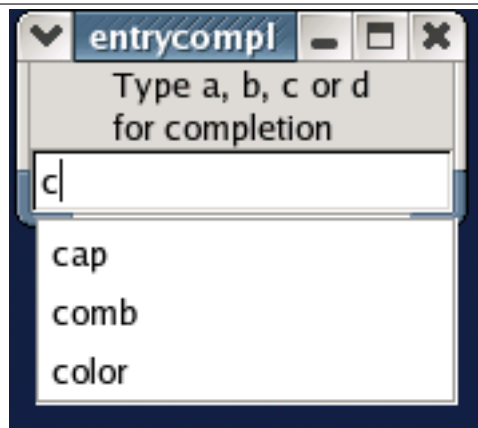 entrycompl
Type a, b, c or d
for completion
c
cap
comb
color